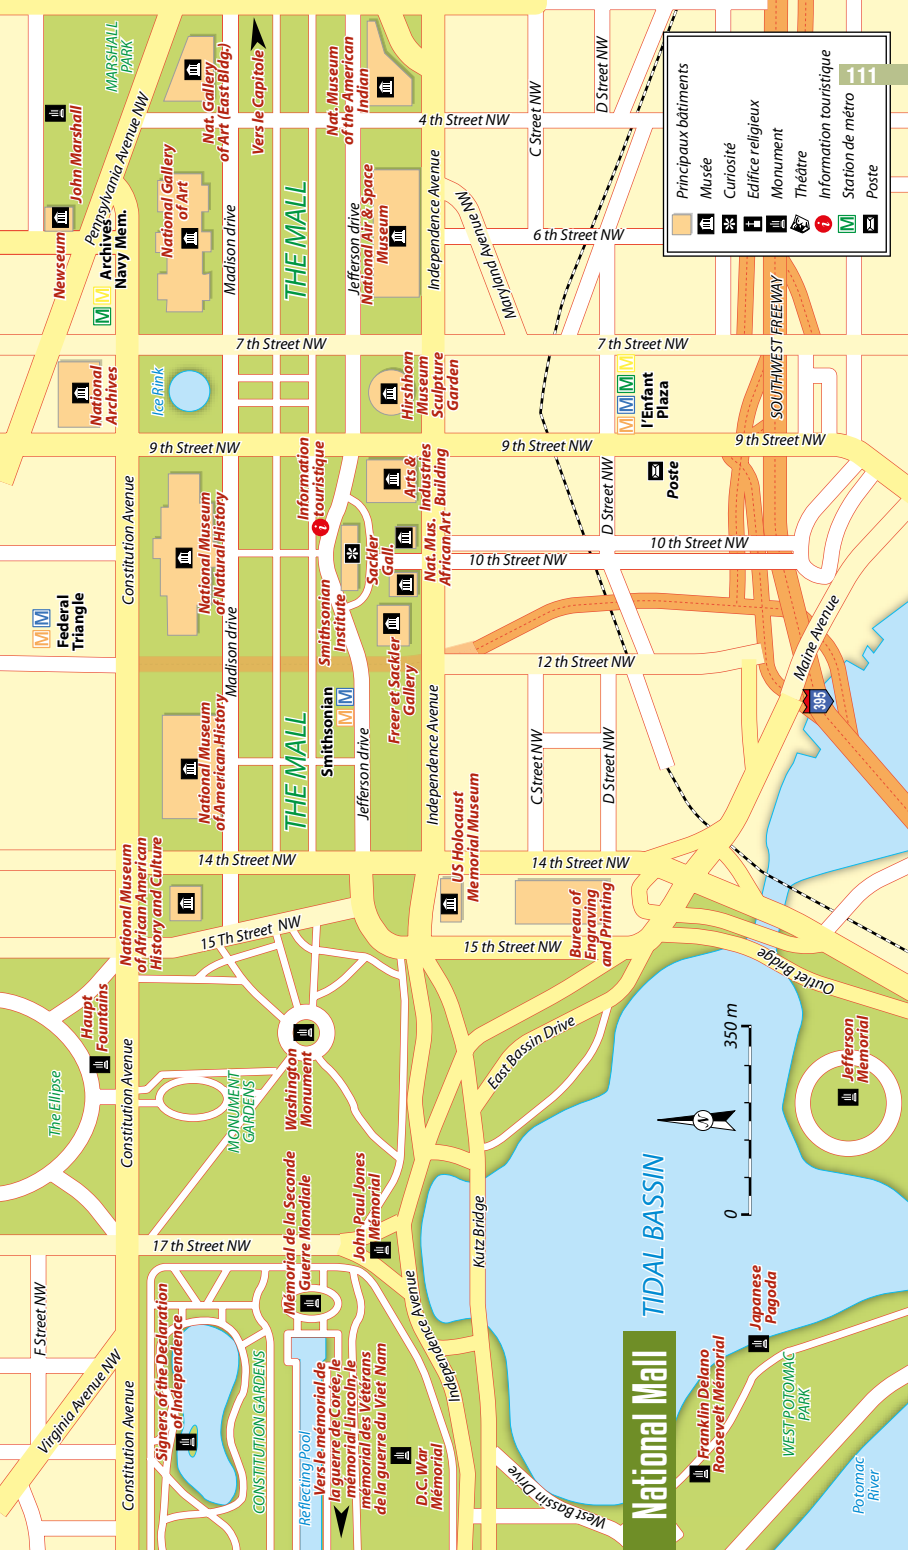 National Mall
0
350 m
N
111
Principaux bâtiments
Musée
Curiosité
Edifice religieux
Monument
Théâtre
Information touristique
Station de métro
Poste
F Street NW
Virginia Avenue NW
The Ellipse
Haupt
Fountains
Federal
Triangle
National
Archives
Newseum
John Marshall
MARSHALL
PARK
Pennsylvania Avenue NW
Archives
Navy Mem.
Constitution Avenue
Constitution Avenue
Constitution Avenue
Signers of the Declaration
of Independence
17 th Street NW
MONUMENT
GARDENS
National Museum
of African American
History and Culture
15 Th Street NW
14 th Street NW
National Museum
of American History
National Museum
of Natural History
9 th Street NW
Ice Rink
7 th Street NW
National Gallery
of Art
Nat. Gallery
of Art (East Bldg.)
Madison drive
Madison drive
Vers le Capitole
CONSTITUTION GARDENS
Reflecting Pool
Vers le mémorial de
la guerre de Corée, le
mémorial Lincoln, le
mémorial des Vétérans
de la guerre du Viet Nam
Mémorial de la Seconde
Guerre Mondiale
Washington
Monument
THE MALL
THE MALL
Smithsonian
Smithsonian
Institute
Information
touristique
Jefferson drive
Jefferson drive
Nat. Museum
of the American
Indian
National Air & Space
Museum
Hirshhorn
Museum
Sculpture
Garden
Arts &
Industries
Building
Sackler
Gall.
Nat. Mus.
African Art
Freer et Sackler
Gallery
John Paul Jones
Mémorial
D.C. War
Mémorial
Independence Avenue
Independence
Independence Avenue
Independence Avenue
4 th Street NW
6 th Street NW
Maryland Avenue NW
7 th Street NW
9 th Street NW
9 th Street NW
10 th Street NW
10 th Street NW
12 th Street NW
14 th Street NW
15 th Street NW
C Street NW
C Street NW
D Street NW
D Street NW
D Street NW
l'Enfant
Plaza
Poste
SOUTHWEST FREEWAY
Maine Avenue
395
US Holocaust
Memorial Museum
Bureau of
Engraving
and Printing
Kutz Bridge
East Bassin Drive
Outlet Bridge
TIDAL BASSIN
Jefferson
Memorial
West Bassin Drive
Franklin Delano
Roosevelt Mémorial
Japanese
Pagoda
WEST POTOMAC
PARK
Potomac
River
M M
M M
M M
M M M M
M
i
i